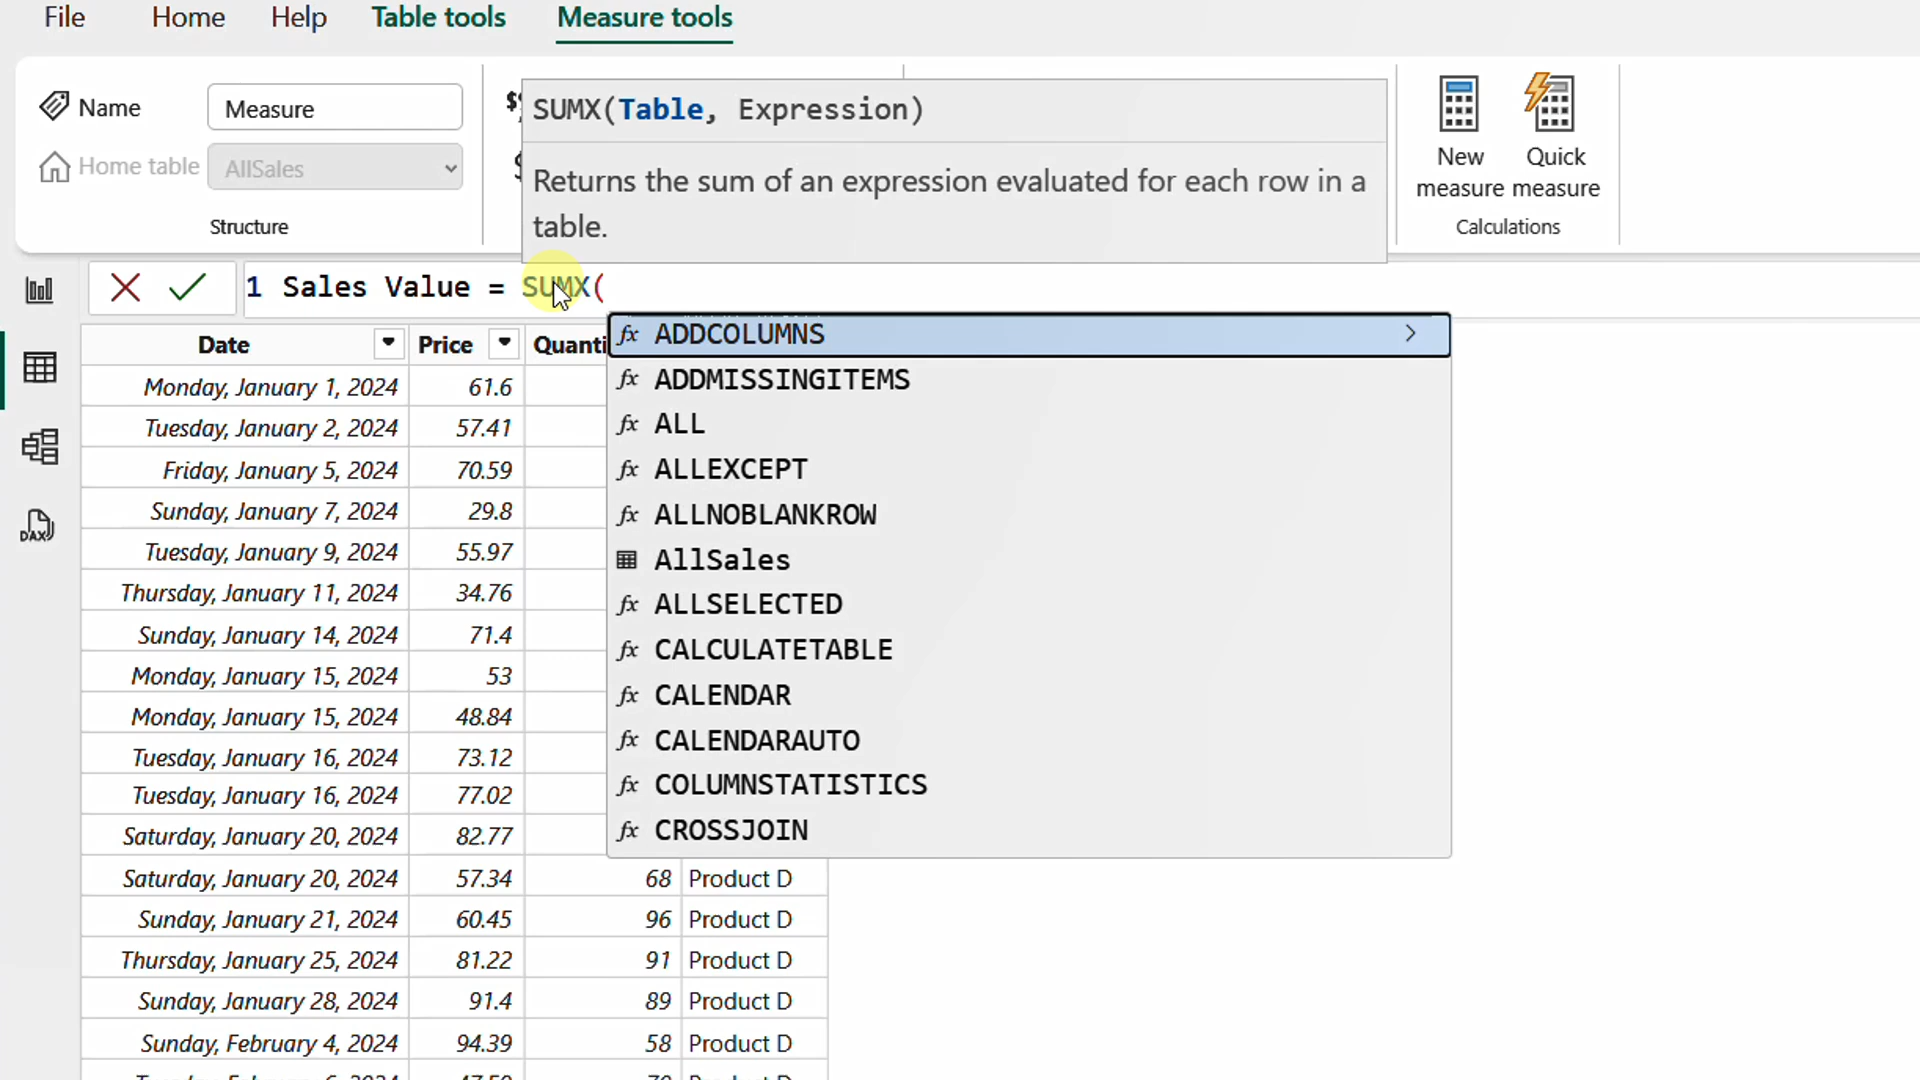 File Home Help Table tools Measure tools
Name Measure
Home table AllSales
Structure
SUMX(Table, Expression)
Returns the sum of an expression evaluated for each row in a
table.
New measure
Quick measure
Calculations
1 Sales Value = SUMX(
Date Price Quanti
ADDCOLUMNS
ADDMISSINGITEMS
ALL
ALLEXCEPT
ALLNOBLANKROW
AllSales
ALLSELECTED
CALCULATETABLE
CALENDAR
CALENDARAUTO
COLUMNSTATISTICS
CROSSJOIN
DAX
Monday, January 1, 2024 61.6
Tuesday, January 2, 2024 57.41
Friday, January 5, 2024 70.59
Sunday, January 7, 2024 29.8
Tuesday, January 9, 2024 55.97
Thursday, January 11, 2024 34.76
Sunday, January 14, 2024 71.4
Monday, January 15, 2024 53
Monday, January 15, 2024 48.84
Tuesday, January 16, 2024 73.12
Tuesday, January 16, 2024 77.02
Saturday, January 20, 2024 82.77
Saturday, January 20, 2024 57.34 68 Product D
Sunday, January 21, 2024 60.45 96 Product D
Thursday, January 25, 2024 81.22 91 Product D
Sunday, January 28, 2024 91.4 89 Product D
Sunday, February 4, 2024 94.39 58 Product D